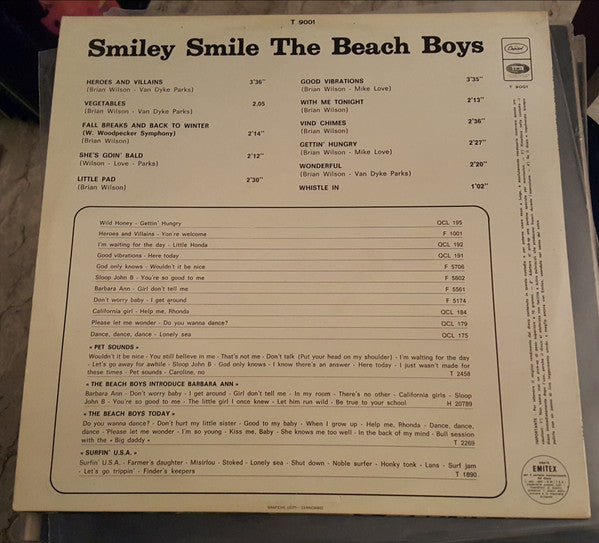 T 9001
Smiley Smile The Beach Boys
Capitol
HEROES AND VILLAINS 3'36"
(Brian Wilson - Van Dyke Parks)
VEGETABLES 2.05
(Brian Wilson - Van Dyke Parks)
FALL BREAKS AND BACK TO WINTER
(W. Woodpecker Symphony) 2'14"
(Brian Wilson)
SHE'S GOIN' BALD 2'12"
(Wilson - Love - Parks)
LITTLE PAD 2'30"
(Brian Wilson)
GOOD VIBRATIONS 3'35"
(Brian Wilson - Mike Love)
WITH ME TONIGHT 2'13"
(Brian Wilson)
VIND CHIMES 2'36"
(Brian Wilson)
GETTIN' HUNGRY 2'27"
(Brian Wilson - Mike Love)
WONDERFUL 2'20"
(Brian Wilson - Van Dyke Parks)
WHISTLE IN 1'02"
T 9001
Wild Honey - Gettin' Hungry QCL 195
Heroes and Villains - You're welcome F 1001
I'm waiting for the day - Little Honda QCL 192
Good vibrations - Here today QCL 191
God only knows - Wouldn't it be nice F 5706
Sloop John B - You're so good to me F 5602
Barbara Ann - Girl don't tell me F 5561
Don't worry baby - I get around F 5174
California girl - Help me, Rhonda QCL 184
Please let me wonder - Do you wanna dance? QCL 179
Dance, dance, dance - Lonely sea QCL 175
« PET SOUNDS »
Wouldn't it be nice - You still believe in me - That's not me - Don't talk (Put your head on my shoulder) - I'm waiting for the day
- Let's go away for awhile - Sloop John B - God only knows - I know there's an answer - Here today - I just wasn't made for
these times - Pet sounds - Caroline, no T 2458
« THE BEACH BOYS INTRODUCE BARBARA ANN »
Barbara Ann - Don't worry baby - I get around - Girl don't tell me - In my room - There's no other - California girls - Sloop
John B - You're so good to me - The little girl I once knew - Let him run wild - Be true to your school H 20789
« THE BEACH BOYS TODAY »
Do you wanna dance? - Don't hurt my little sister - Good to my baby - When I grow up - Help me, Rhonda - Dance, dance,
dance - Please let me wonder - I'm so young - Kiss me, Baby - She knows me too well - In the back of my mind - Bull session
with the « Big daddy » T 2269
« SURFIN' U.S.A. »
Surfin' U.S.A. - Farmer's daughter - Misirlou - Stoked - Lonely sea - Shut down - Noble surfer - Honky tonk - Lans - Surf jam
- Let's go trippin' - Finder's keepers T 1890
EMITEX